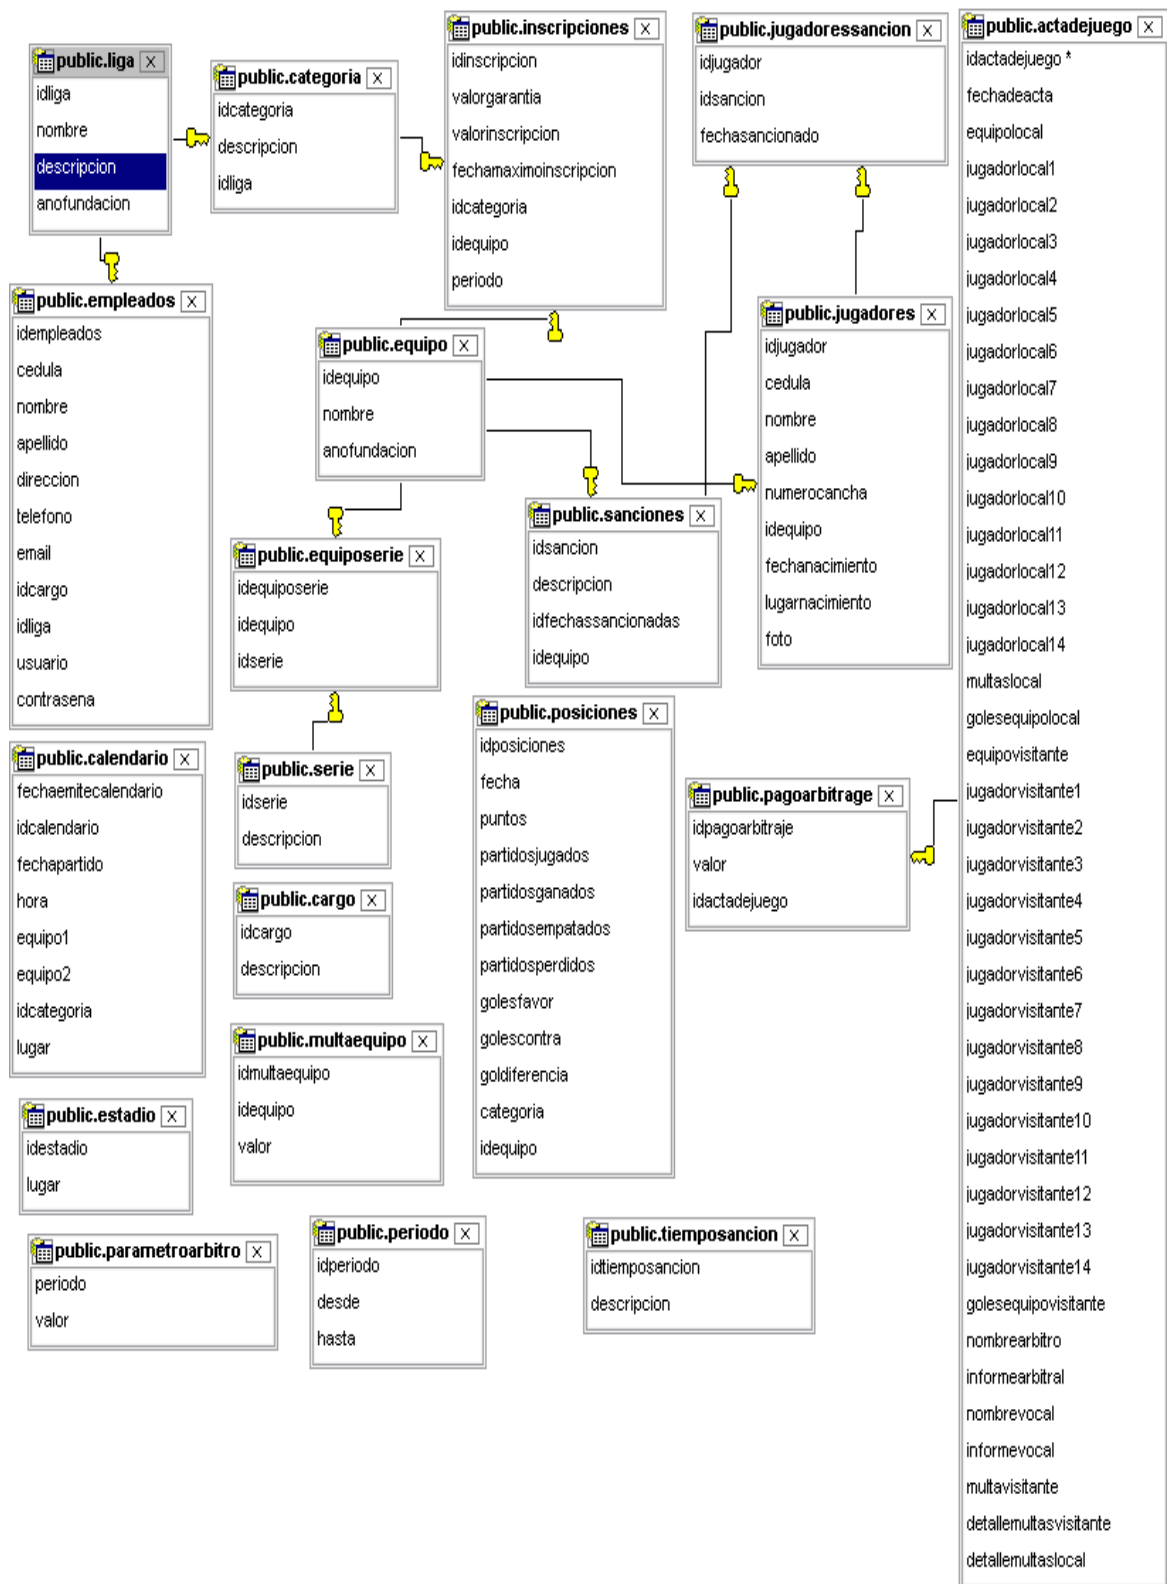 public.liga
idliga
nombre
descripcion
anofundacion
public.categoria
idcategoria
descripcion
idliga
public.inscripciones
idinscripcion
valorgarantia
valorinscripcion
fechamaximoinscripcion
idcategoria
idequipo
periodo
public.jugadoressancion
idjugador
idsancion
fechasancionado
public.actadejuego
idactadejuego *
fechadeacta
equipolocal
jugadorlocal1
jugadorlocal2
jugadorlocal3
jugadorlocal4
jugadorlocal5
jugadorlocal6
jugadorlocal7
jugadorlocal8
jugadorlocal9
jugadorlocal10
jugadorlocal11
jugadorlocal12
jugadorlocal13
jugadorlocal14
multaslocal
golesequipolocal
equipovisitante
jugadorvisitante1
jugadorvisitante2
jugadorvisitante3
jugadorvisitante4
jugadorvisitante5
jugadorvisitante6
jugadorvisitante7
jugadorvisitante8
jugadorvisitante9
jugadorvisitante10
jugadorvisitante11
jugadorvisitante12
jugadorvisitante13
jugadorvisitante14
golesequipovisitante
nombrearbitro
informearbitral
nombrevocal
informevocal
multavisitante
detallemultasvisitante
detallemultaslocal
public.empleados
idempleados
cedula
nombre
apellido
direccion
telefono
email
idcargo
idliga
usuario
contrasena
public.equipo
idequipo
nombre
anofundacion
public.jugadores
idjugador
cedula
nombre
apellido
numerocancha
idequipo
fechanacimiento
lugarnacimiento
foto
public.sanciones
idsancion
descripcion
idfechassancionadas
idequipo
public.equiposerie
idequiposerie
idequipo
idserie
public.posiciones
idposiciones
fecha
puntos
partidosjugados
partidosganados
partidosempatados
partidosperdidos
golesfavor
golescontra
goldiferencia
categoria
idequipo
public.calendario
fechaemitecalendario
idcalendario
fechapartido
hora
equipo1
equipo2
idcategoria
lugar
public.serie
idserie
descripcion
public.pagoarbitrage
idpagoarbitraje
valor
idactadejuego
public.cargo
idcargo
descripcion
public.multaequipo
idmultaequipo
idequipo
valor
public.estadio
idestadio
lugar
public.parametroarbitro
periodo
valor
public.periodo
idperiodo
desde
hasta
public.tiemposancion
idtiemposancion
descripcion